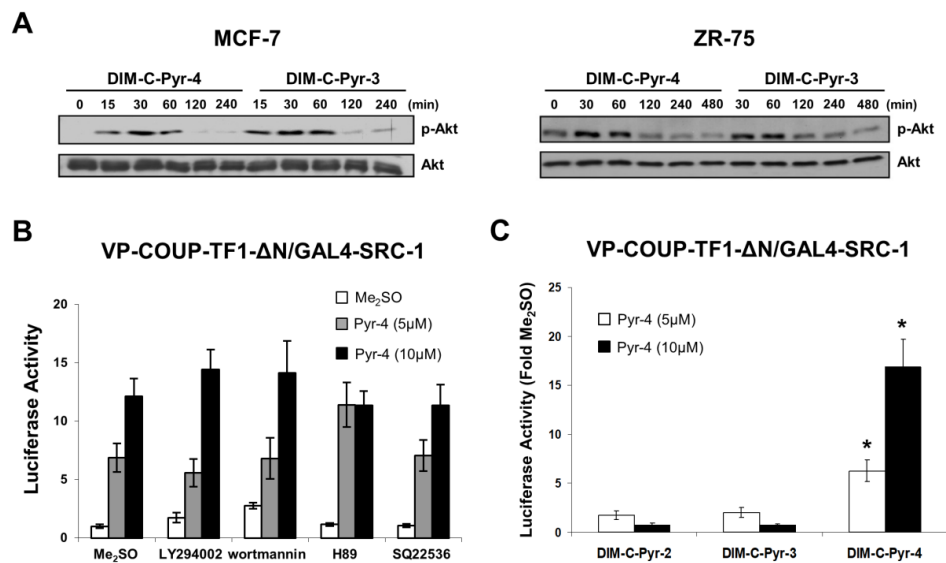 A
MCF-7
DIM-C-Pyr-4 DIM-C-Pyr-3
0 15 30 60 120 240 15 30 60 120 240 (min)
p-Akt
Akt
ZR-75
DIM-C-Pyr-4 DIM-C-Pyr-3
0 30 60 120 240 480 30 60 120 240 480 (min)
p-Akt
Akt
B
VP-COUP-TF1-ΔN/GAL4-SRC-1
Luciferase Activity
20
15
10
5
0
Me₂SO
Pyr-4 (5µM)
Pyr-4 (10µM)
Me₂SO LY294002 wortmannin H89 SQ22536
C
VP-COUP-TF1-ΔN/GAL4-SRC-1
Luciferase Activity (Fold Me₂SO)
25
20
15
10
5
0
Pyr-4 (5µM)
Pyr-4 (10µM)
*
*
DIM-C-Pyr-2 DIM-C-Pyr-3 DIM-C-Pyr-4